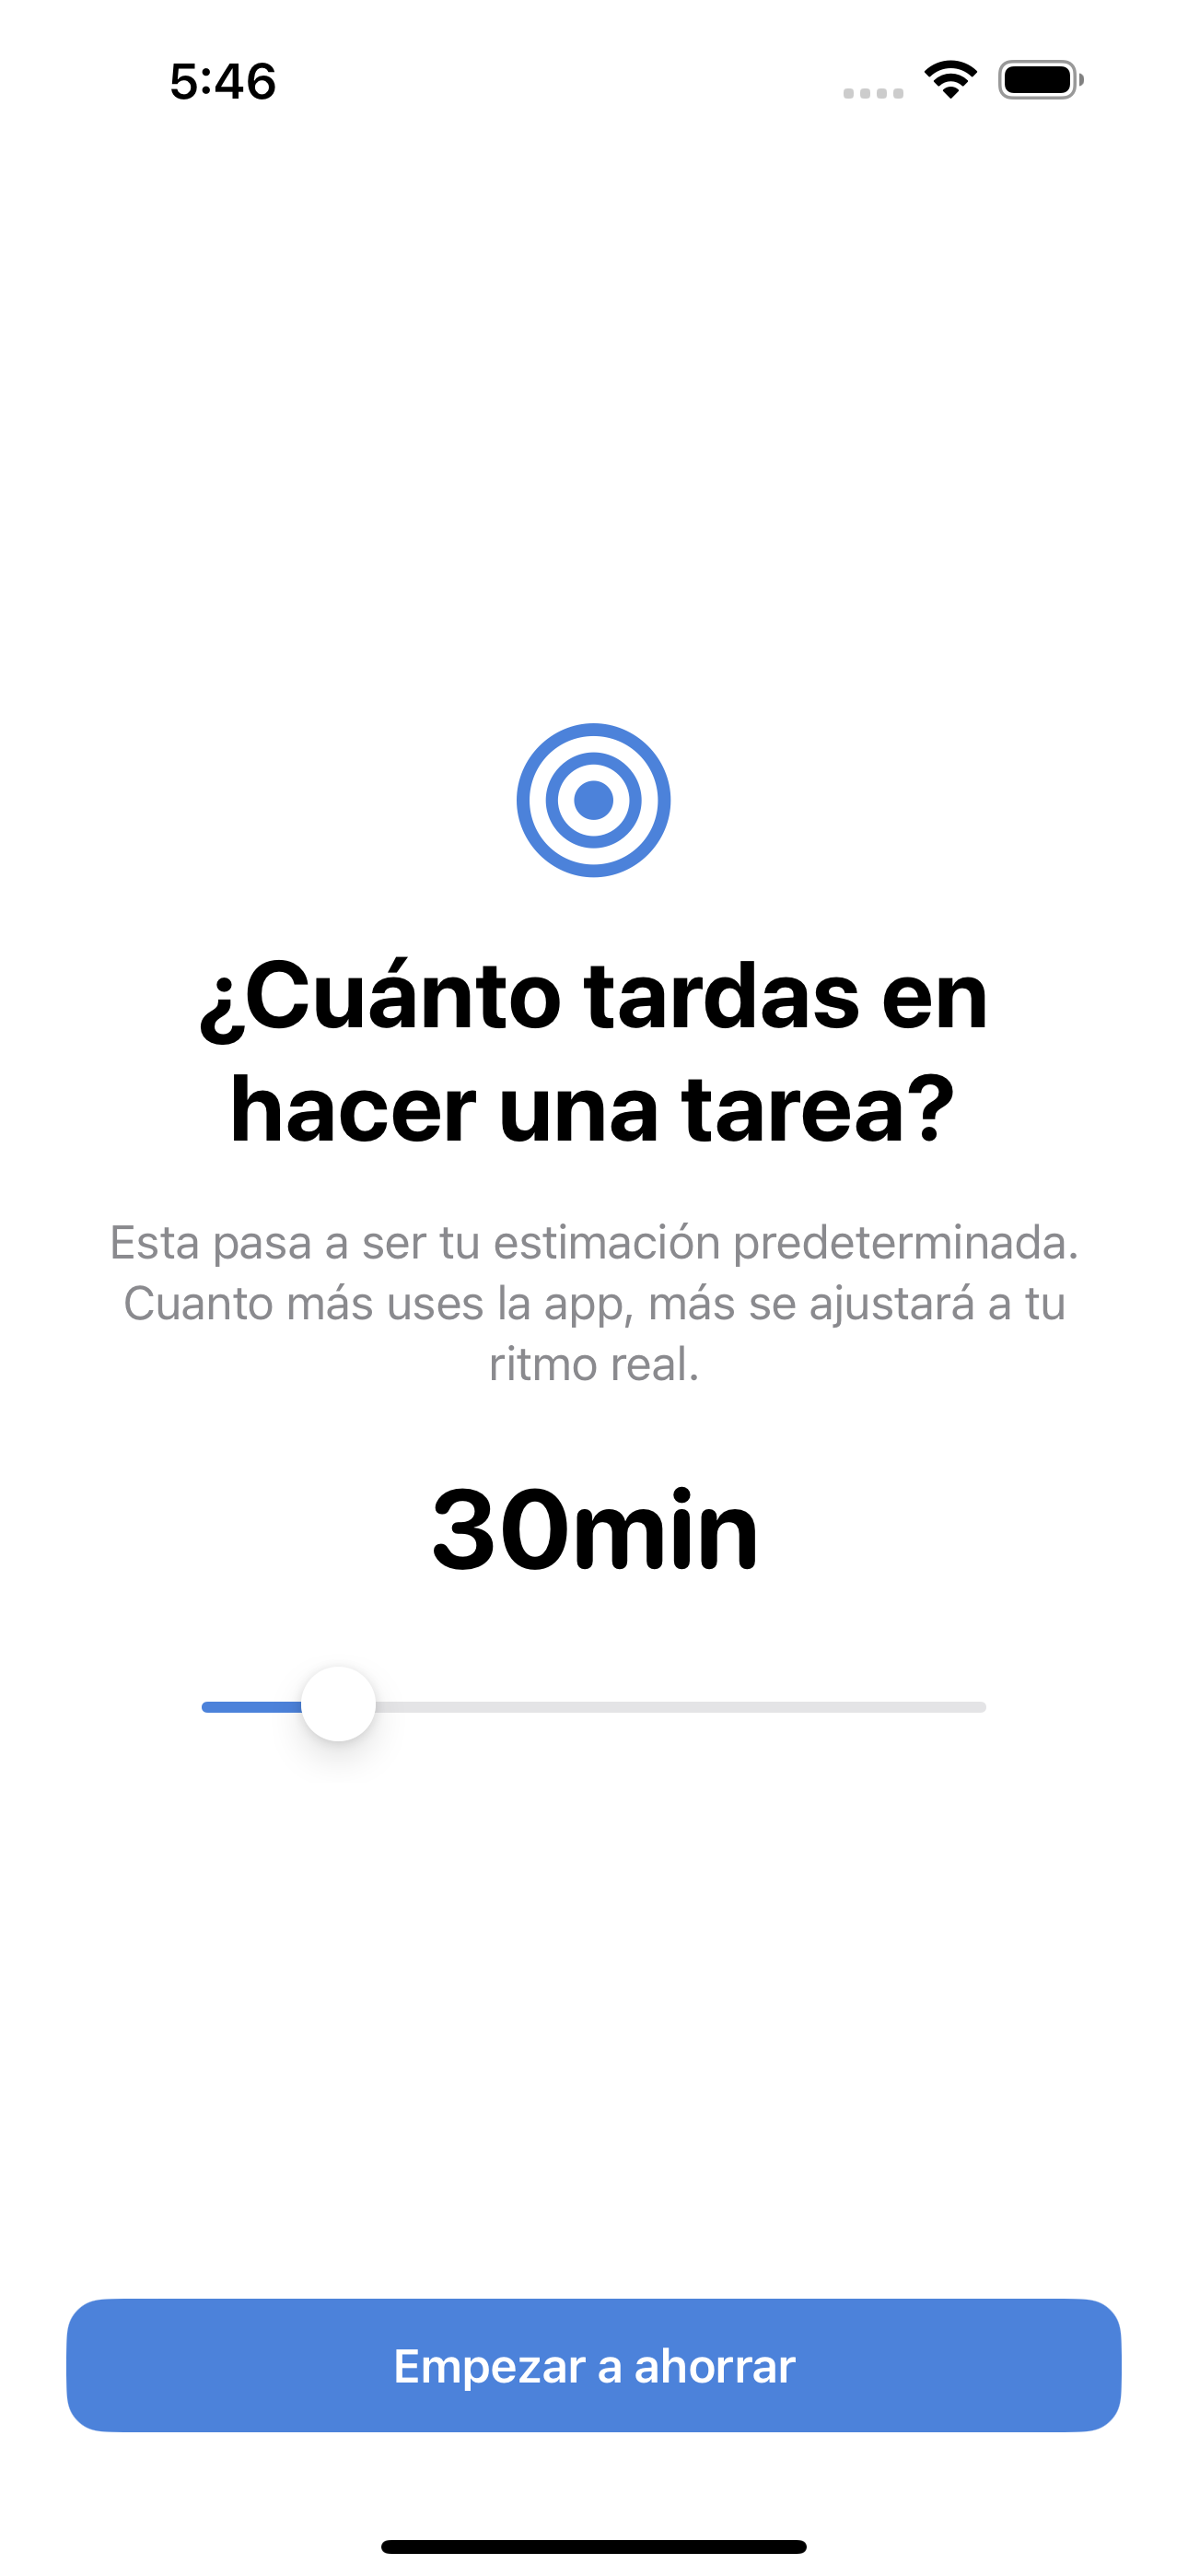 5:46
¿Cuánto tardas en
hacer una tarea?
Esta pasa a ser tu estimación predeterminada.
Cuanto más uses la app, más se ajustará a tu
ritmo real.
30min
Empezar a ahorrar